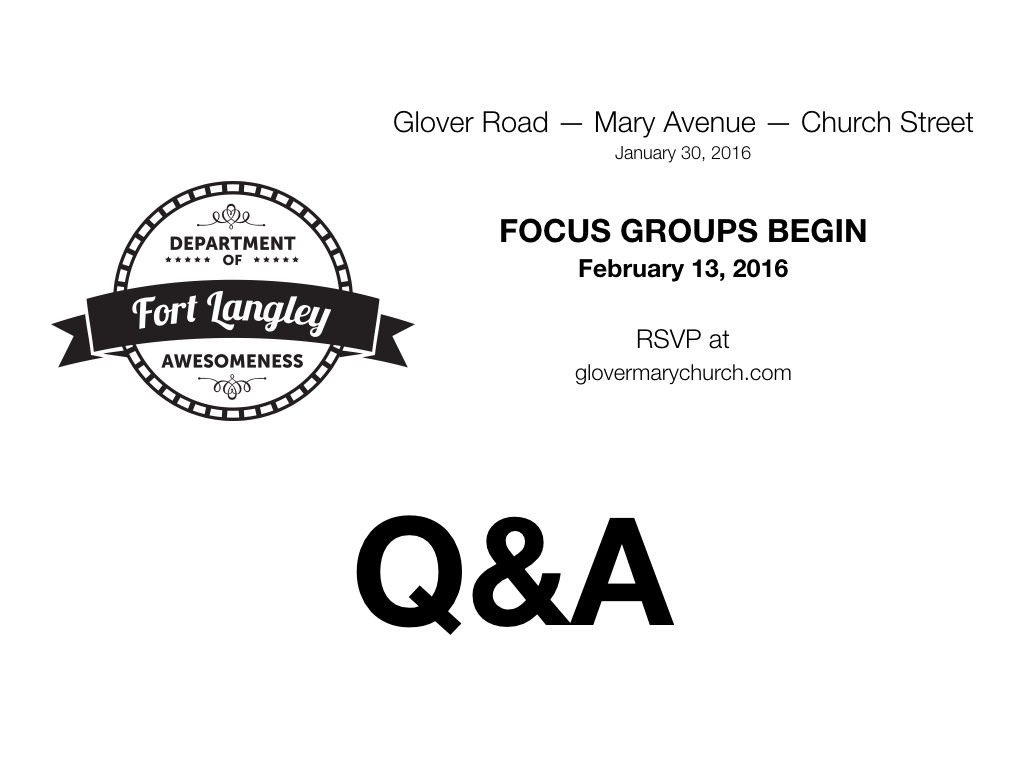 Glover Road — Mary Avenue — Church Street
January 30, 2016
DEPARTMENT
OF
Fort Langley
AWESOMENESS
FOCUS GROUPS BEGIN
February 13, 2016
RSVP at
glovermarychurch.com
Q&A